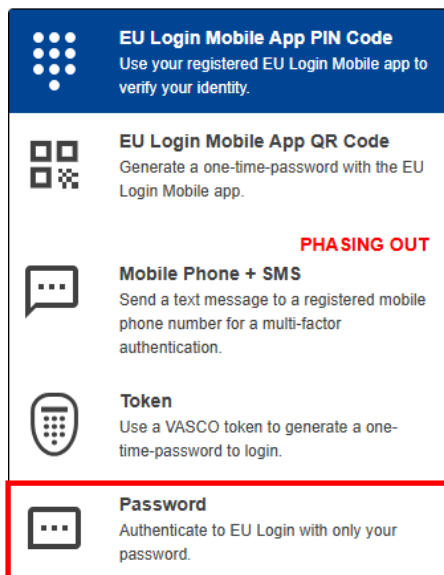 EU Login Mobile App PIN Code
Use your registered EU Login Mobile app to
verify your identity.
EU Login Mobile App QR Code
Generate a one-time-password with the EU
Login Mobile app.
PHASING OUT
Mobile Phone + SMS
Send a text message to a registered mobile
phone number for a multi-factor
authentication.
Token
Use a VASCO token to generate a one-
time-password to login.
Password
Authenticate to EU Login with only your
password.